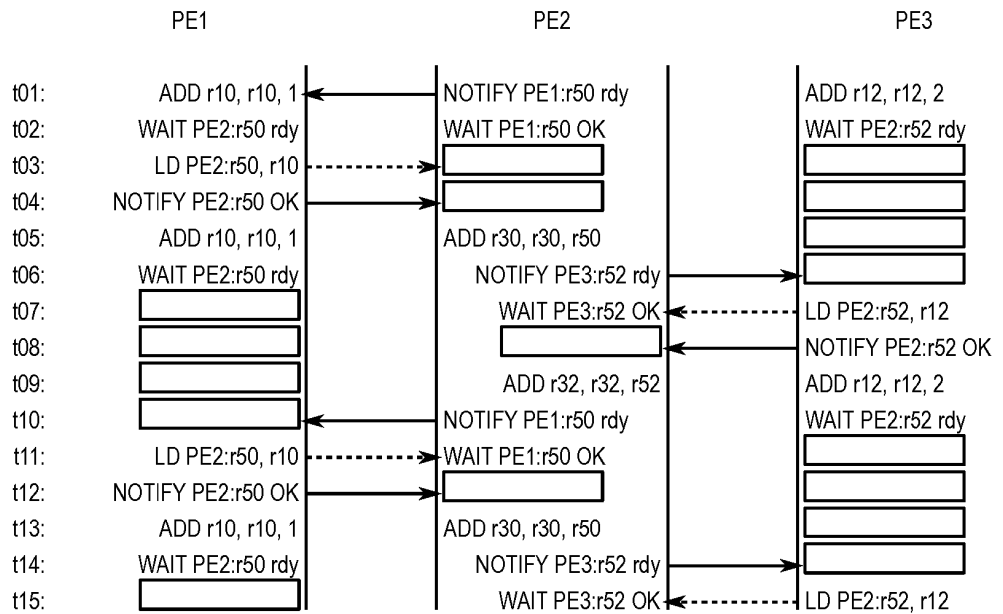 PE1 PE2 PE3
t01: ADD r10, r10, 1 NOTIFY PE1:r50 rdy ADD r12, r12, 2
t02: WAIT PE2:r50 rdy WAIT PE1:r50 OK WAIT PE2:r52 rdy
t03: LD PE2:r50, r10
t04: NOTIFY PE2:r50 OK
t05: ADD r10, r10, 1 ADD r30, r30, r50
t06: WAIT PE2:r50 rdy NOTIFY PE3:r52 rdy
t07: WAIT PE3:r52 OK LD PE2:r52, r12
t08: NOTIFY PE2:r52 OK
t09: ADD r32, r32, r52 ADD r12, r12, 2
t10: NOTIFY PE1:r50 rdy WAIT PE2:r52 rdy
t11: LD PE2:r50, r10 WAIT PE1:r50 OK
t12: NOTIFY PE2:r50 OK
t13: ADD r10, r10, 1 ADD r30, r30, r50
t14: WAIT PE2:r50 rdy NOTIFY PE3:r52 rdy
t15: WAIT PE3:r52 OK LD PE2:r52, r12